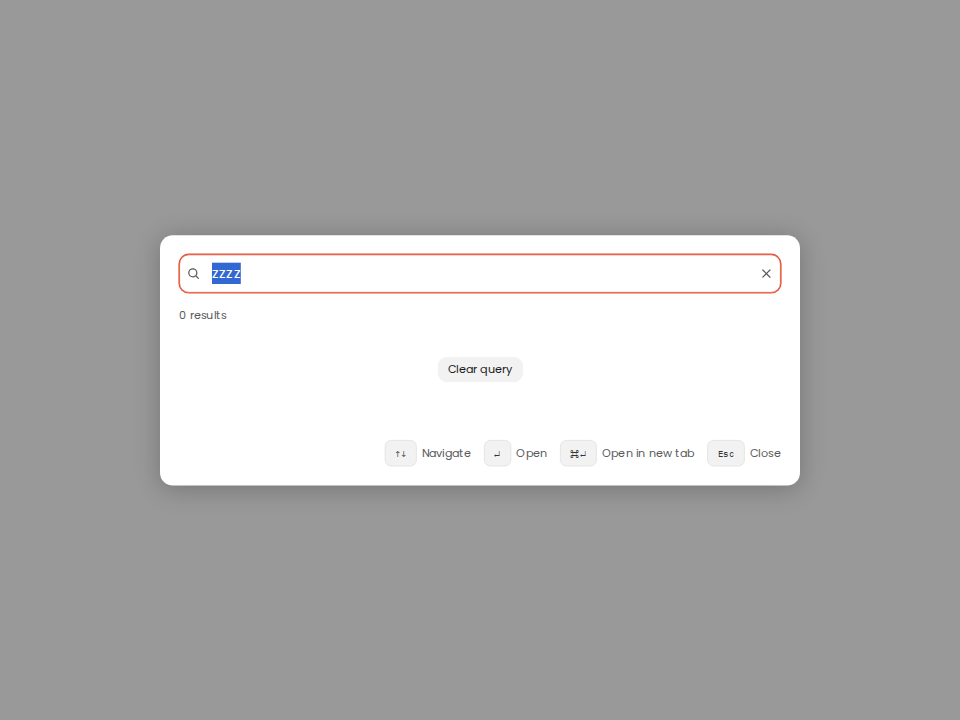 zzzz
0 results
Clear query
↑↓ Navigate ↵ Open ⌘↵ Open in new tab Esc Close